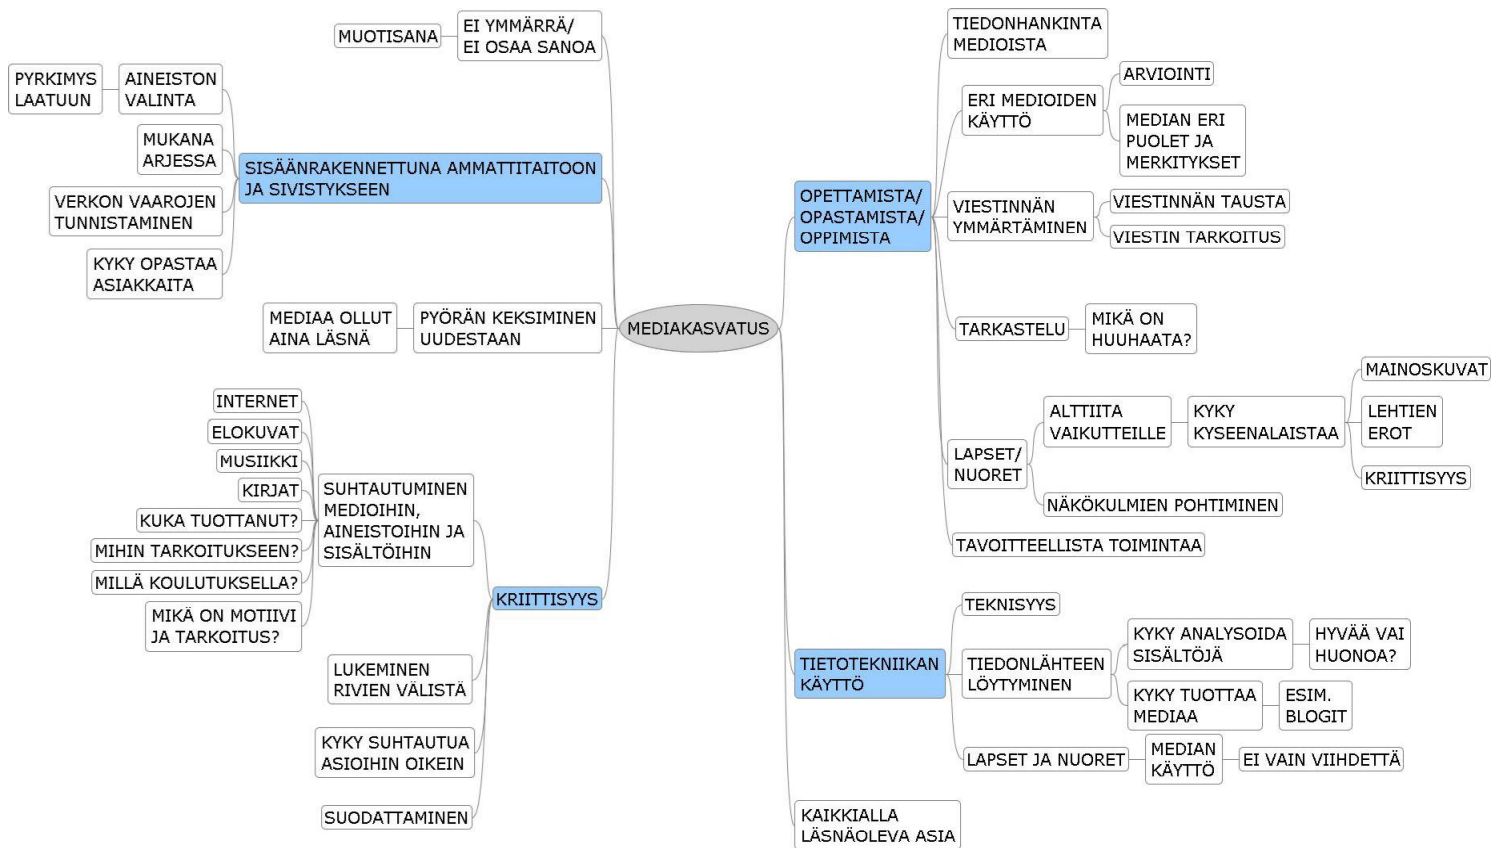 MUOTISANA
EI YMMÄRRÄ/
EI OSAA SANOA
PYRKIMYS
LAATUUN
AINEISTON
VALINTA
MUKANA
ARJESSA
VERKON VAAROJEN
TUNNISTAMINEN
KYKY OPASTAA
ASIAKKAITA
SISÄÄNRAKENNETTUNA AMMATTITAITOON
JA SIVISTYKSEEN
MEDIAA OLLUT
AINA LÄSNÄ
PYÖRÄN KEKSIMINEN
UUDESTAAN
INTERNET
ELOKUVAT
MUSIIKKI
KIRJAT
KUKA TUOTTANUT?
MIHIN TARKOITUKSEEN?
MILLÄ KOULUTUKSELLA?
MIKÄ ON MOTIIVI
JA TARKOITUS?
SUHTAUTUMINEN
MEDIOIHIN,
AINEISTOIHIN JA
SISÄLTÖIHIN
LUKEMINEN
RIVIEN VÄLISTÄ
KYKY SUHTAUTUA
ASIOIHIN OIKEIN
SUODATTAMINEN
KRIITTISYYS
MEDIAKASVATUS
OPETTAMISTA/
OPASTAMISTA/
OPPIMISTA
TIEDONHANKINTA
MEDIOISTA
ERI MEDIOIDEN
KÄYTTÖ
ARVIOINTI
MEDIAN ERI
PUOLET JA
MERKITYKSET
VIESTINNÄN
YMMÄRTÄMINEN
VIESTINNÄN TAUSTA
VIESTIN TARKOITUS
TARKASTELU
MIKÄ ON
HUUHAATA?
LAPSET/
NUORET
ALTTIITA
VAIKUTTEILLE
KYKY
KYSEENALAISTAA
MAINOSKUVAT
LEHTIEN
EROT
KRIITTISYYS
NÄKÖKULMIEN POHTIMINEN
TAVOITTEELLISTA TOIMINTAA
TIETOTEKNIIKAN
KÄYTTÖ
TEKNISYYS
TIEDONLÄHTEEN
LÖYTYMINEN
KYKY ANALYSOIDA
SISÄLTÖJÄ
HYVÄÄ VAI
HUONOA?
KYKY TUOTTAA
MEDIAA
ESIM.
BLOGIT
LAPSET JA NUORET
MEDIAN
KÄYTTÖ
EI VAIN VIIHDETTÄ
KAIKKIALLA
LÄSNÄOLEVA ASIA